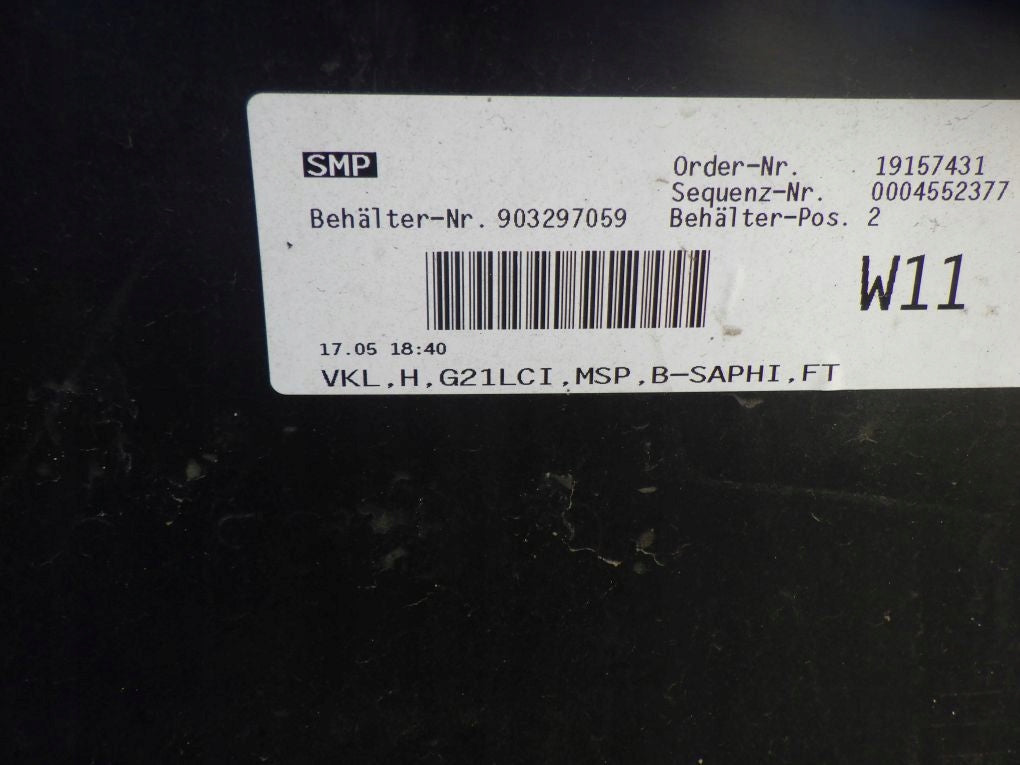 SMP
Order-Nr. 19157431
Sequenz-Nr. 0004552377
Behälter-Nr. 903297059 Behälter-Pos. 2
W11
17.05 18:40
VKL,H,G21LCI,MSP,B-SAPHI,FT